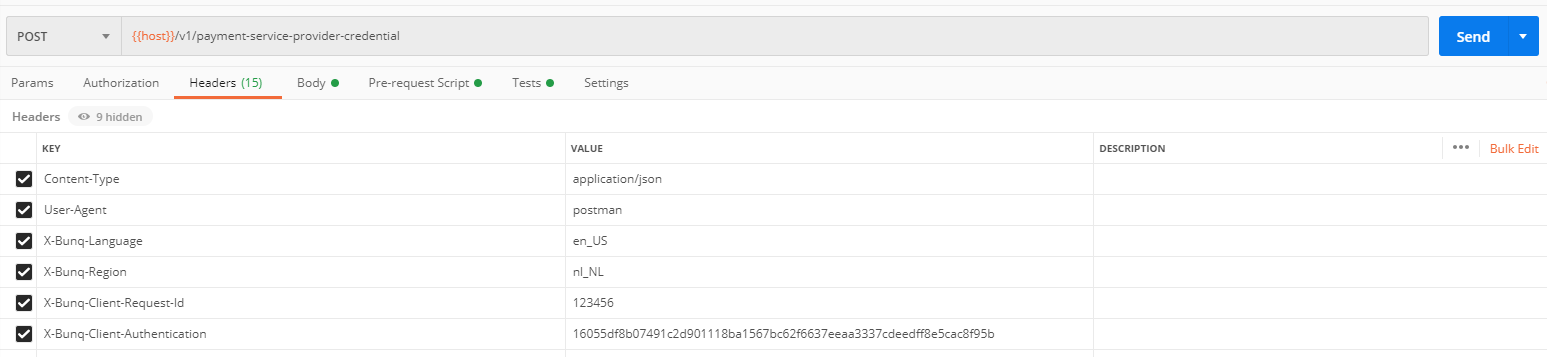 POST {{host}}/v1/payment-service-provider-credential Send
Params Authorization Headers (15) Body Pre-request Script Tests Settings
Headers 9 hidden
KEY VALUE DESCRIPTION ••• Bulk Edit
Content-Type application/json
User-Agent postman
X-Bunq-Language en_US
X-Bunq-Region nl_NL
X-Bunq-Client-Request-Id 123456
X-Bunq-Client-Authentication 16055df8b07491c2d901118ba1567bc62f6637eeaa3337cdeedff8e5cac8f95b